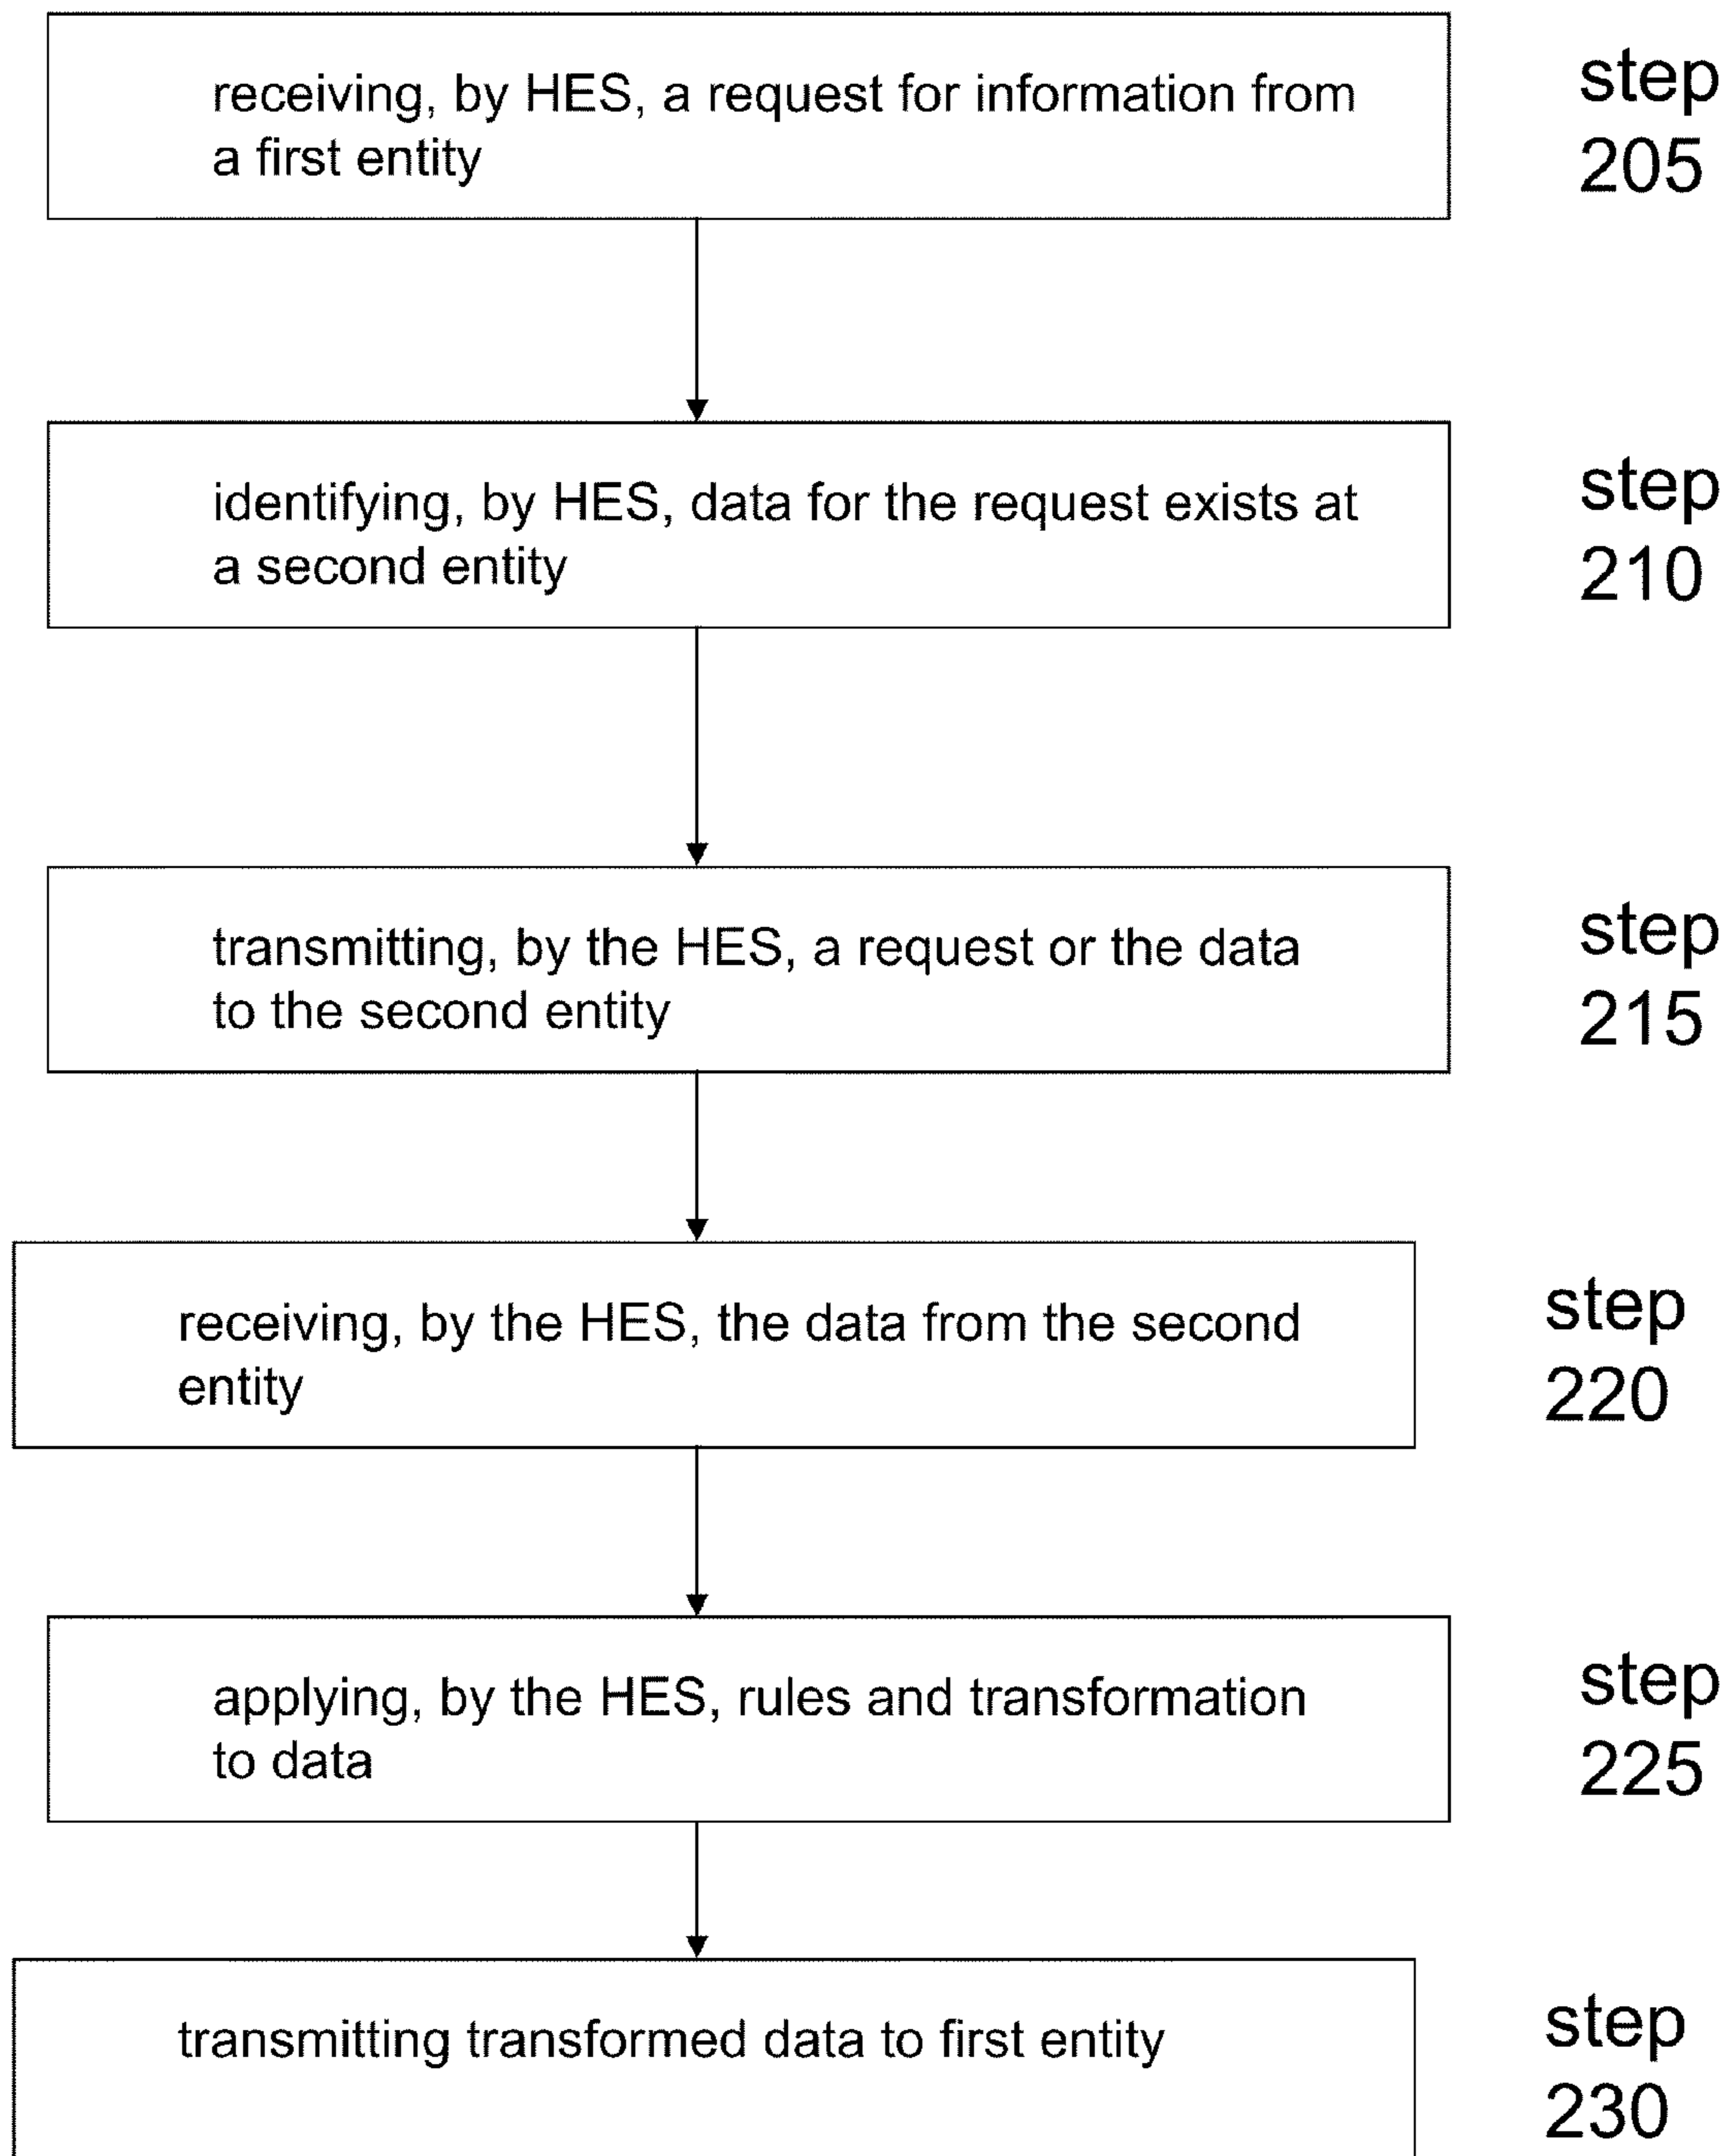 receiving, by HES, a request for information from
a first entity
step
205
identifying, by HES, data for the request exists at
a second entity
step
210
transmitting, by the HES, a request or the data
to the second entity
step
215
receiving, by the HES, the data from the second
entity
step
220
applying, by the HES, rules and transformation
to data
step
225
transmitting transformed data to first entity
step
230